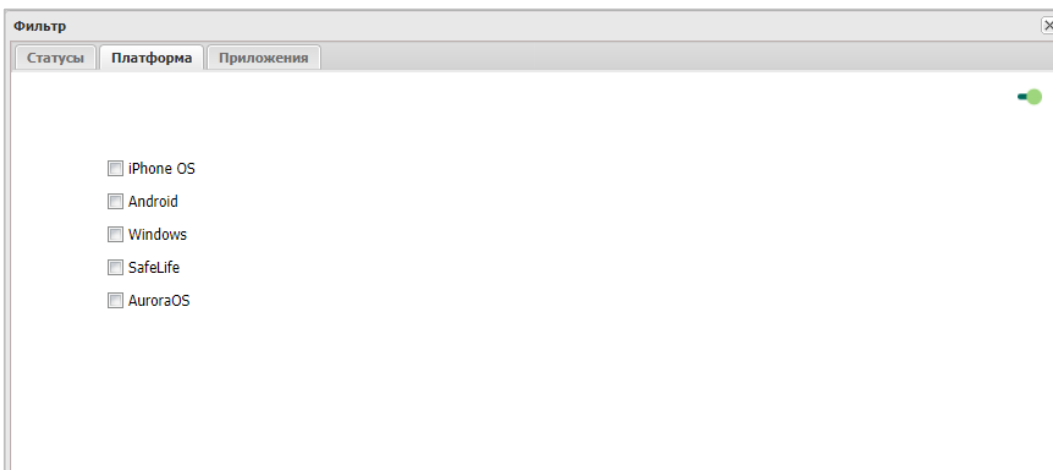 Фильтр
Статусы Платформа Приложения
iPhone OS
Android
Windows
SafeLife
AuroraOS